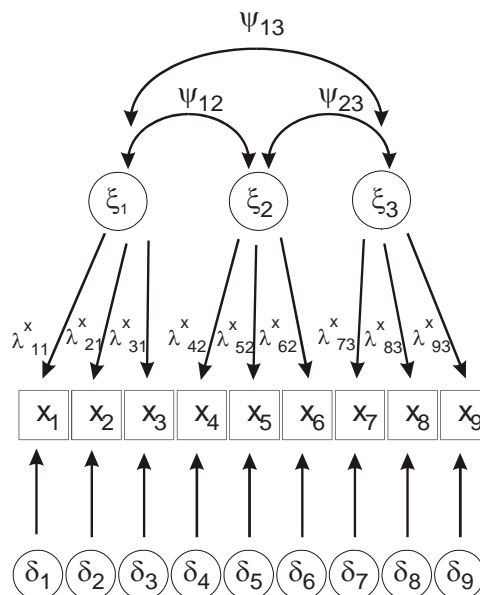 ψ13
ψ12 ψ23
ξ1 ξ2 ξ3
λx11 λx21 λx31 λx42 λx52 λx62 λx73 λx83 λx93
x1 x2 x3 x4 x5 x6 x7 x8 x9
δ1 δ2 δ3 δ4 δ5 δ6 δ7 δ8 δ9